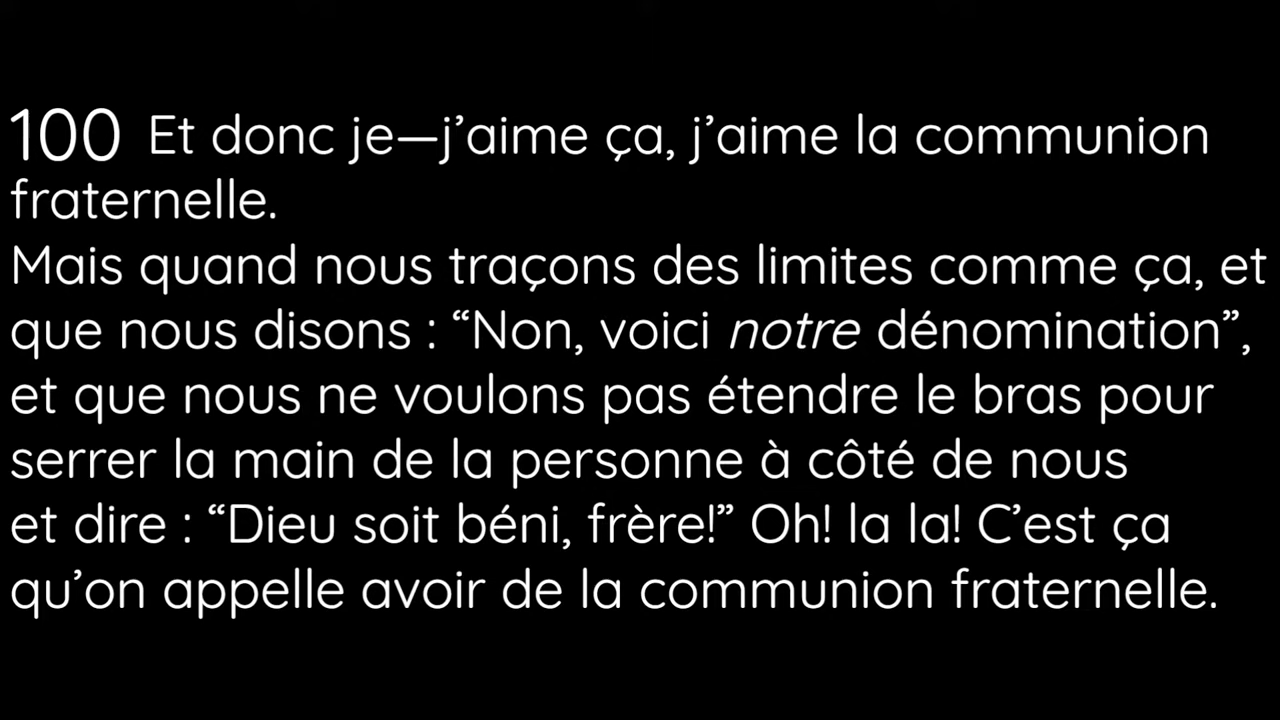 100 Et donc je—j’aime ça, j’aime la communion
fraternelle.
Mais quand nous traçons des limites comme ça, et
que nous disons : “Non, voici notre dénomination”,
et que nous ne voulons pas étendre le bras pour
serrer la main de la personne à côté de nous
et dire : “Dieu soit béni, frère!” Oh! la la! C’est ça
qu’on appelle avoir de la communion fraternelle.